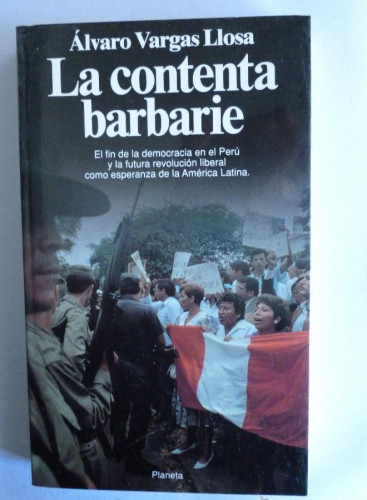 Álvaro Vargas Llosa
La contenta
barbarie
El fin de la democracia en el Perú
y la futura revolución liberal
como esperanza de la América Latina.
Planeta